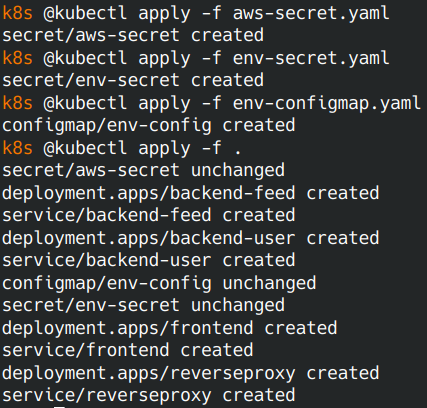 k8s @kubectl apply -f aws-secret.yaml
secret/aws-secret created
k8s @kubectl apply -f env-secret.yaml
secret/env-secret created
k8s @kubectl apply -f env-configmap.yaml
configmap/env-config created
k8s @kubectl apply -f .
secret/aws-secret unchanged
deployment.apps/backend-feed created
service/backend-feed created
deployment.apps/backend-user created
service/backend-user created
configmap/env-config unchanged
secret/env-secret unchanged
deployment.apps/frontend created
service/frontend created
deployment.apps/reverseproxy created
service/reverseproxy created